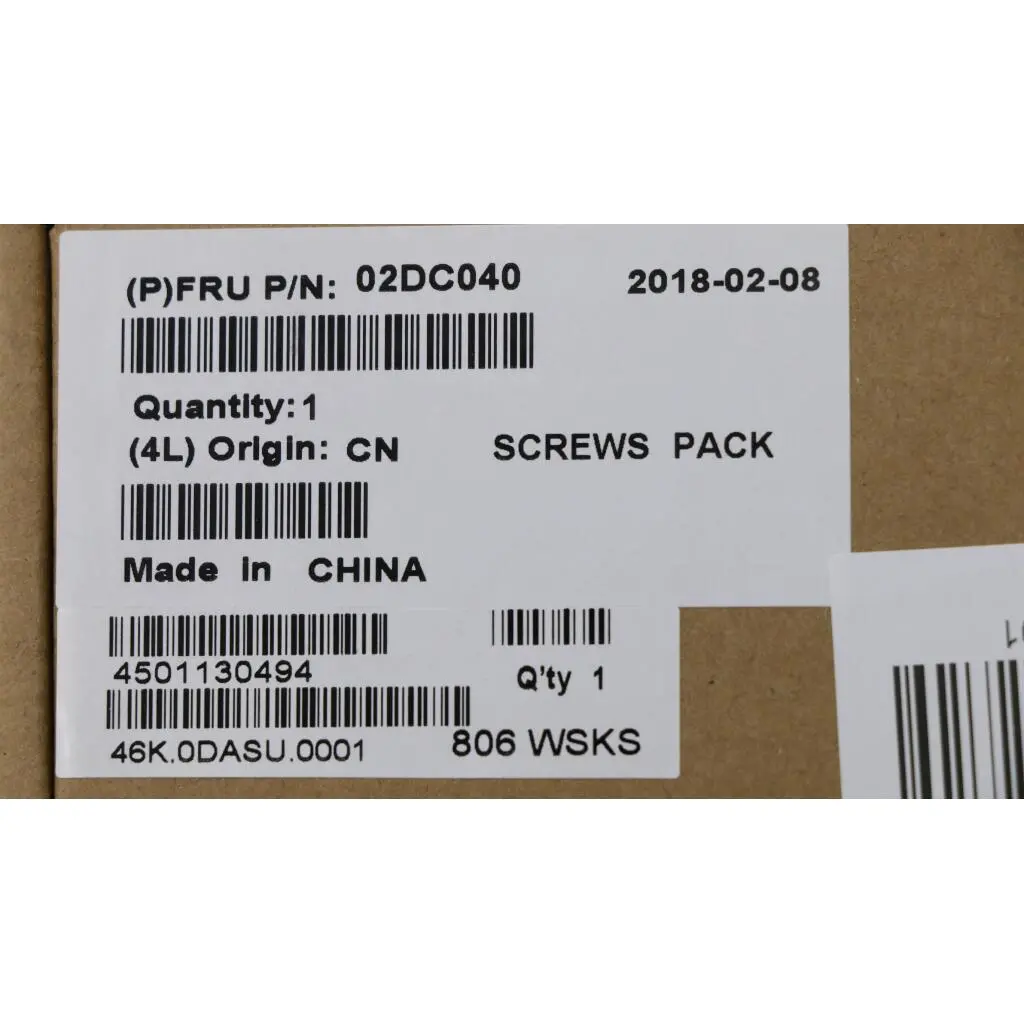 (P)FRU P/N: 02DC040 2018-02-08
Quantity: 1
(4L) Origin: CN SCREWS PACK
Made in CHINA
4501130494 Q'ty 1
46K.0DASU.0001 806 WSKS